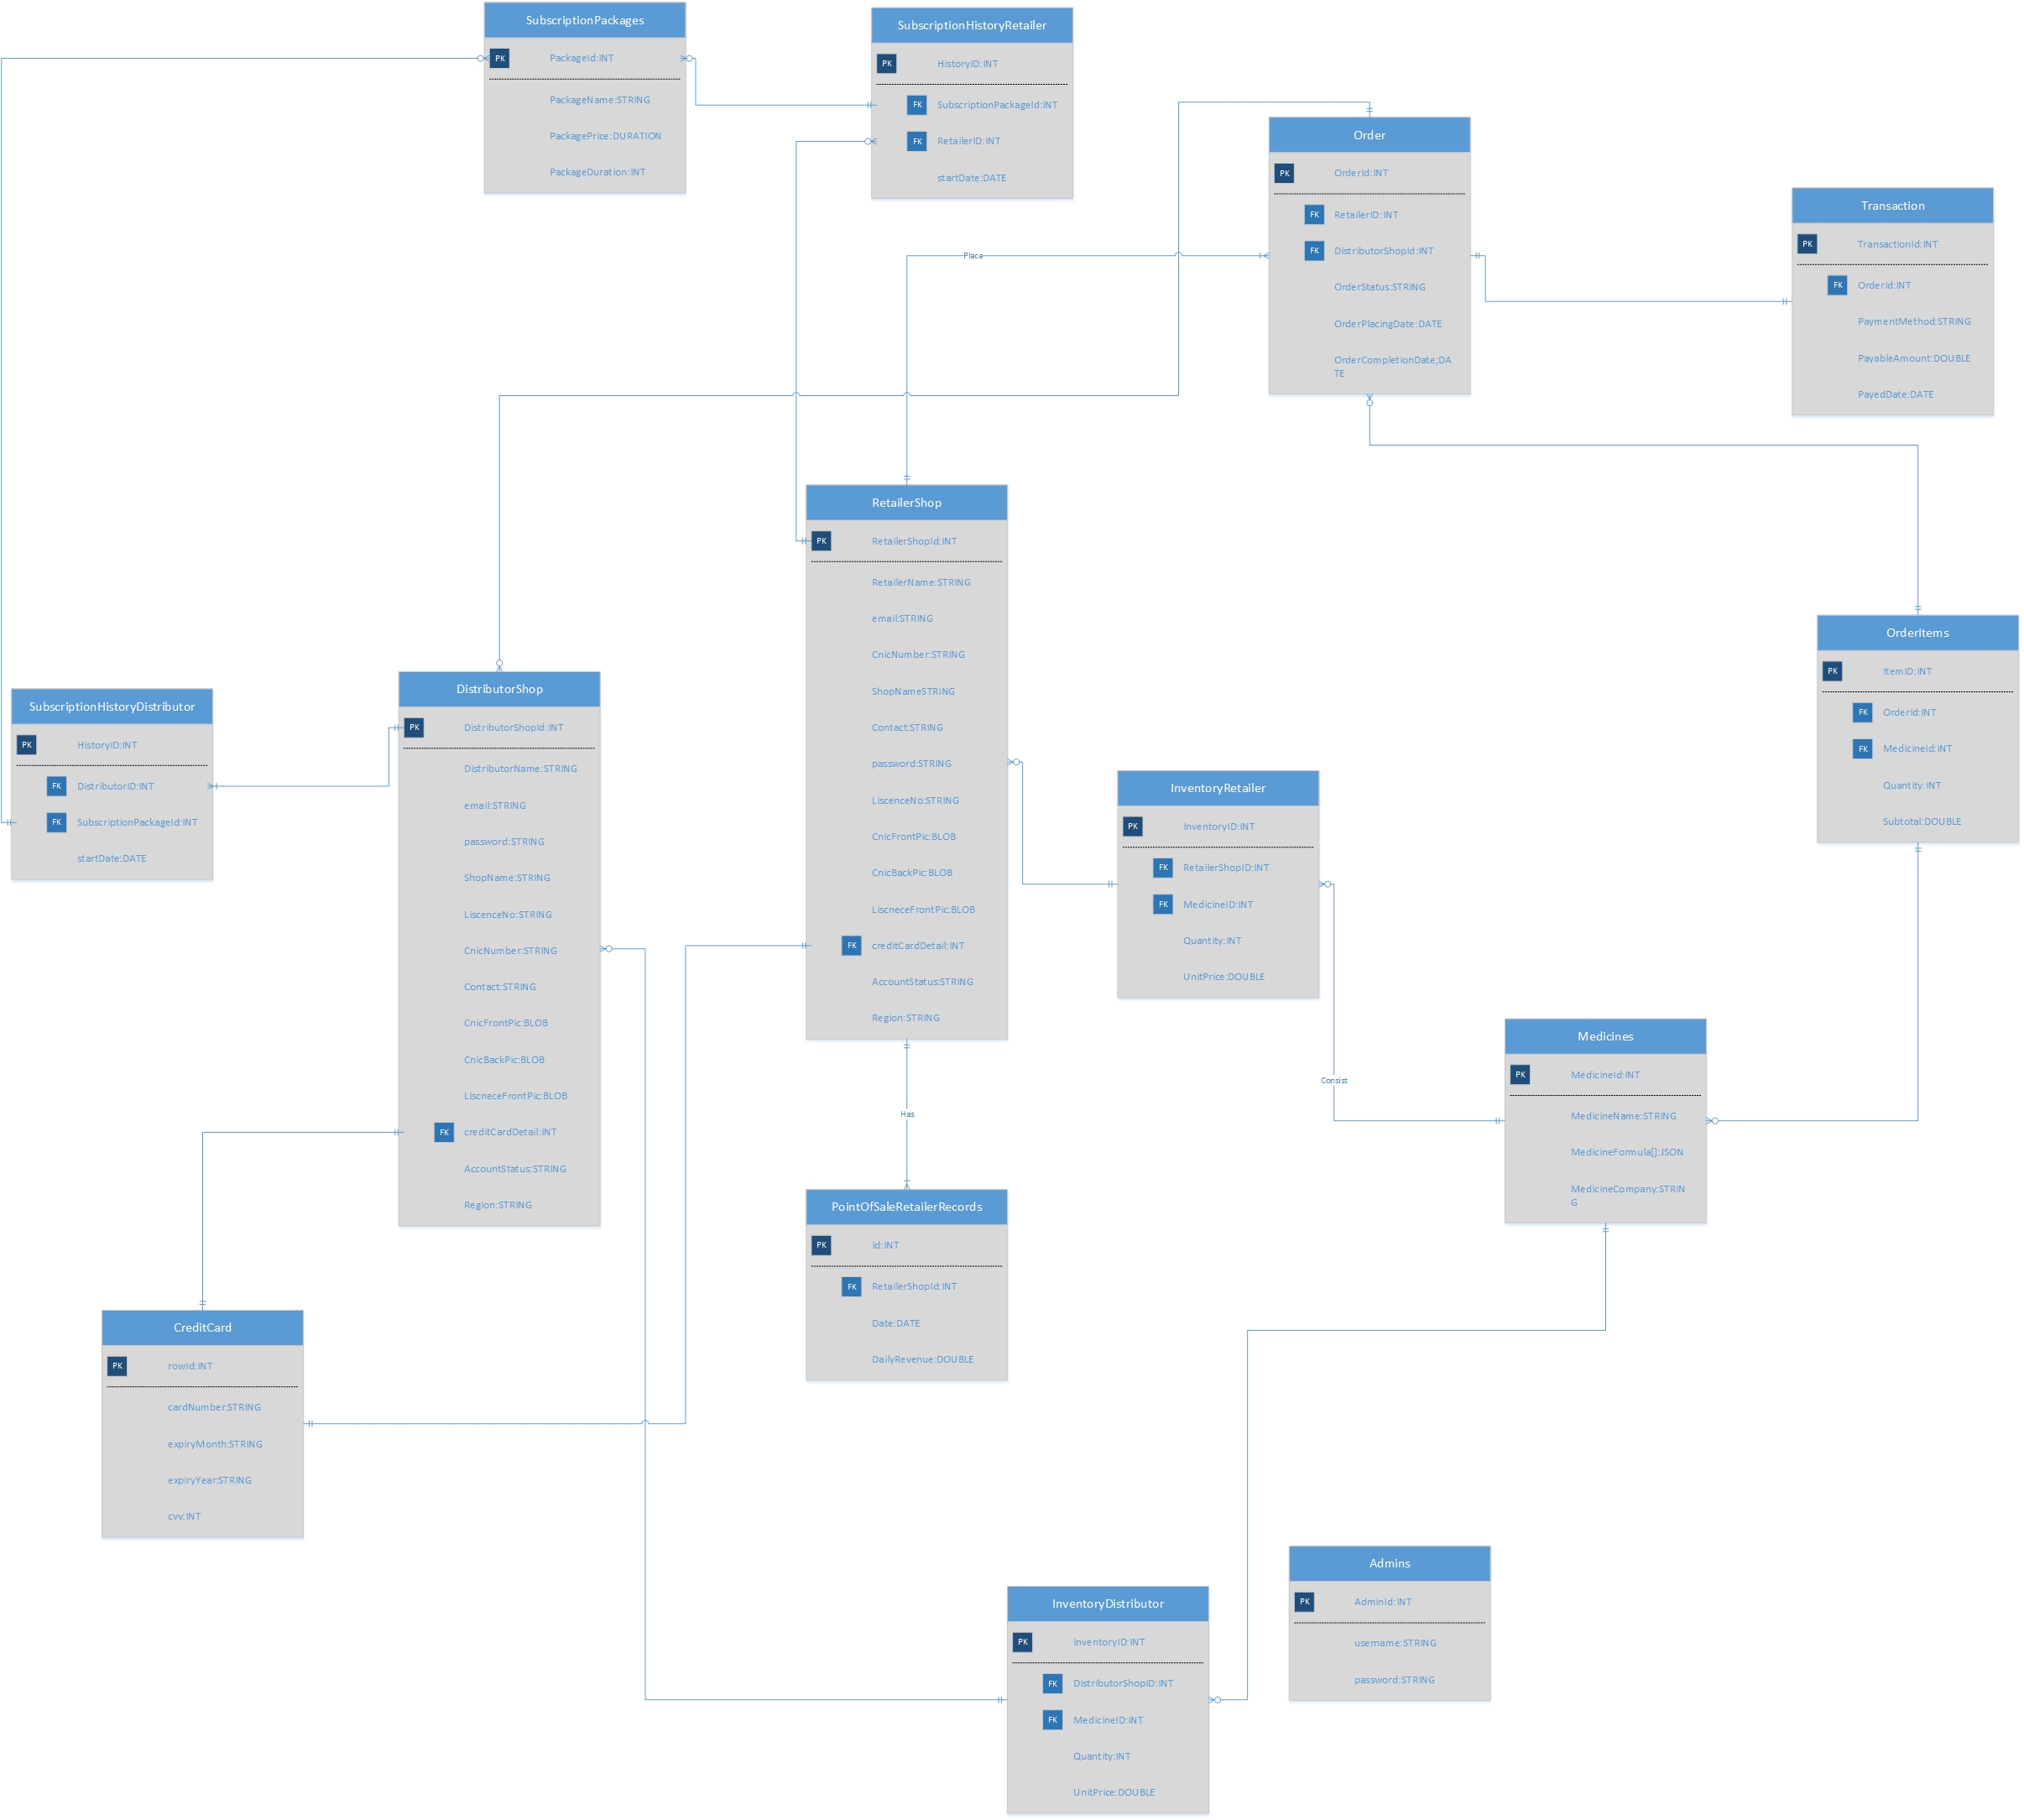 SubscriptionPackages
PK
PackageId:INT
PackageName:STRING
PackagePrice:DURATION
PackageDuration:INT
SubscriptionHistoryRetailer
PK
HistoryID:INT
FK
SubscriptionPackageId:INT
FK
RetailerID:INT
startDate:DATE
Order
PK
OrderId:INT
FK
RetailerID:INT
FK
DistributorShopId:INT
OrderStatus:STRING
OrderPlacingDate:DATE
OrderCompletionDate;DA
TE
Transaction
PK
TransactionId:INT
FK
OrderId:INT
PaymentMethod:STRING
PayableAmount:DOUBLE
PayedDate:DATE
Place
RetailerShop
PK
RetailerShopId:INT
RetailerName:STRING
email:STRING
CnicNumber:STRING
ShopNameSTRING
Contact:STRING
password:STRING
LiscenceNo:STRING
CnicFrontPic:BLOB
CnicBackPic:BLOB
LiscneceFrontPic:BLOB
FK
creditCardDetail:INT
AccountStatus:STRING
Region:STRING
OrderItems
PK
ItemID:INT
FK
OrderId:INT
FK
MedicineId:INT
Quantity:INT
Subtotal:DOUBLE
DistributorShop
PK
DistributorShopId:INT
DistributorName:STRING
email:STRING
password:STRING
ShopName:STRING
LiscenceNo:STRING
CnicNumber:STRING
Contact:STRING
CnicFrontPic:BLOB
CnicBackPic:BLOB
LiscneceFrontPic:BLOB
FK
creditCardDetail:INT
AccountStatus:STRING
Region:STRING
SubscriptionHistoryDistributor
PK
HistoryID:INT
FK
DistributorID:INT
FK
SubscriptionPackageId:INT
startDate:DATE
InventoryRetailer
PK
InventoryID:INT
FK
RetailerShopID:INT
FK
MedicineID:INT
Quantity:INT
UnitPrice:DOUBLE
Medicines
PK
MedicineId:INT
MedicineName:STRING
MedicineFormula[]:JSON
MedicineCompany:STRIN
G
Consist
Has
PointOfSaleRetailerRecords
PK
Id:INT
FK
RetailerShopId:INT
Date:DATE
DailyRevenue:DOUBLE
CreditCard
PK
rowId:INT
cardNumber:STRING
expiryMonth:STRING
expiryYear:STRING
cvv:INT
Admins
PK
AdminId:INT
username:STRING
password:STRING
InventoryDistributor
PK
InventoryID:INT
FK
DistributorShopID:INT
FK
MedicineID:INT
Quantity:INT
UnitPrice:DOUBLE